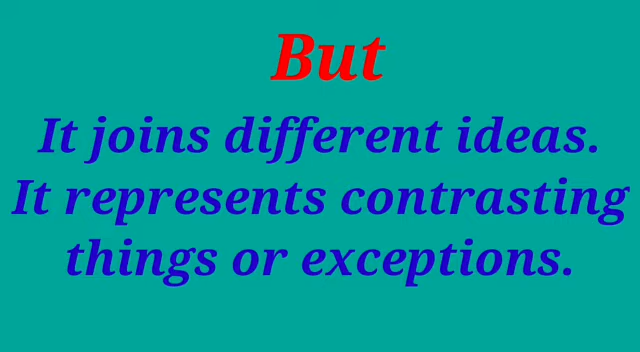 But
It joins different ideas.
It represents contrasting
things or exceptions.